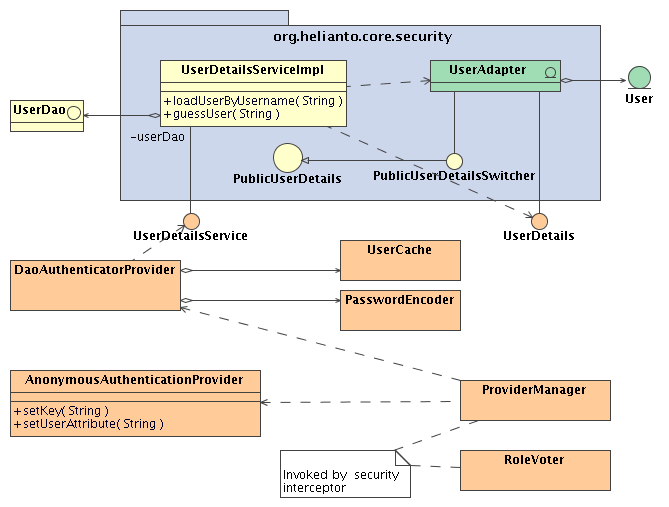 org.helianto.core.security
UserDetailsServiceImpl
+loadUserByUsername( String )
+guessUser( String )
UserAdapter
User
UserDao
-userDao
PublicUserDetails
PublicUserDetailsSwitcher
UserDetailsService
UserDetails
DaoAuthenticatorProvider
UserCache
PasswordEncoder
AnonymousAuthenticationProvider
+setKey( String )
+setUserAttribute( String )
ProviderManager
RoleVoter
Invoked by security
interceptor